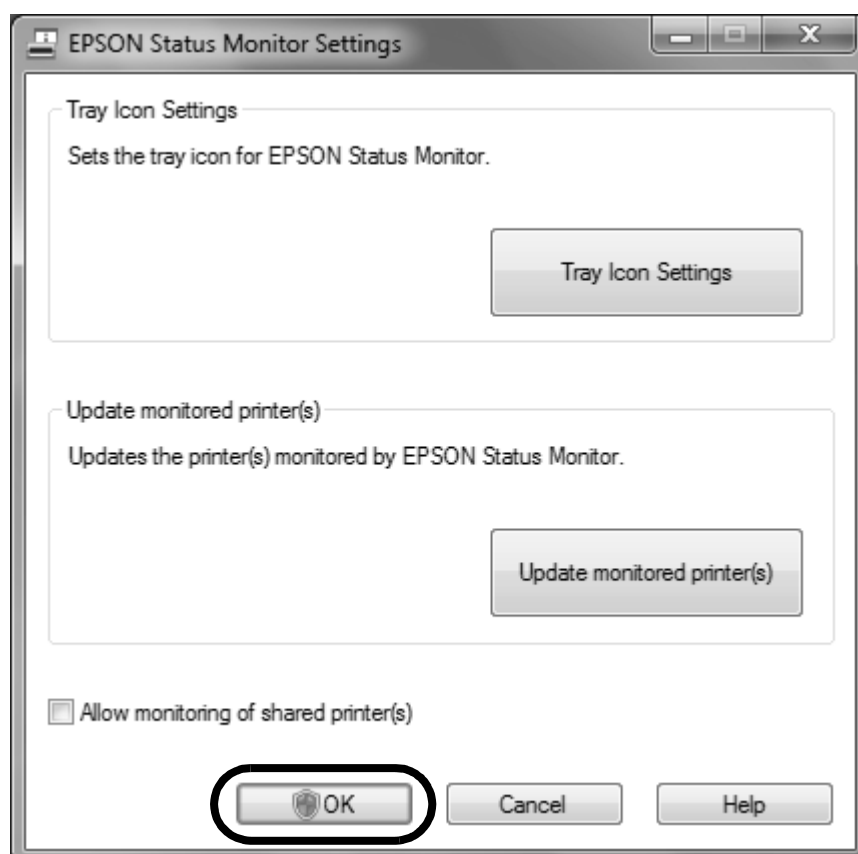 EPSON Status Monitor Settings
Tray Icon Settings
Sets the tray icon for EPSON Status Monitor.
Tray Icon Settings
Update monitored printer(s)
Updates the printer(s) monitored by EPSON Status Monitor.
Update monitored printer(s)
Allow monitoring of shared printer(s)
OK Cancel Help